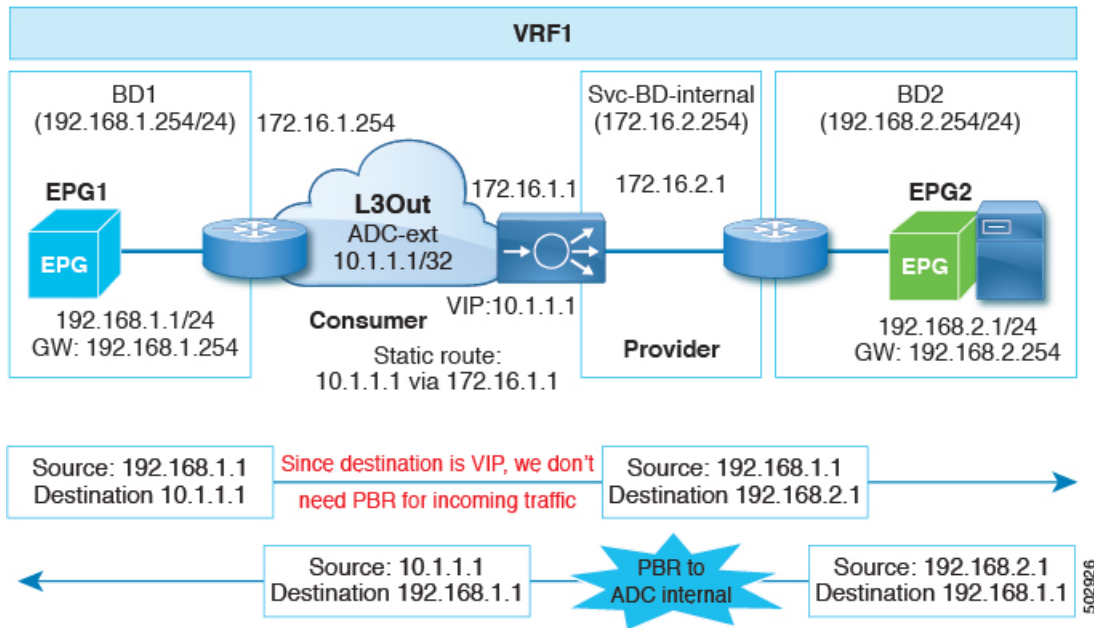 VRF1
BD1
(192.168.1.254/24)
172.16.1.254
Svc-BD-internal
(172.16.2.254)
BD2
(192.168.2.254/24)
EPG1
EPG
192.168.1.1/24
GW: 192.168.1.254
L3Out
ADC-ext
10.1.1.1/32
172.16.1.1
VIP:10.1.1.1
Consumer
Static route:
10.1.1.1 via 172.16.1.1
172.16.2.1
Provider
EPG2
EPG
192.168.2.1/24
GW: 192.168.2.254
Source: 192.168.1.1
Destination 10.1.1.1
Since destination is VIP, we don't
need PBR for incoming traffic
Source: 192.168.1.1
Destination 192.168.2.1
Source: 10.1.1.1
Destination 192.168.1.1
PBR to
ADC internal
Source: 192.168.2.1
Destination 192.168.1.1
502926